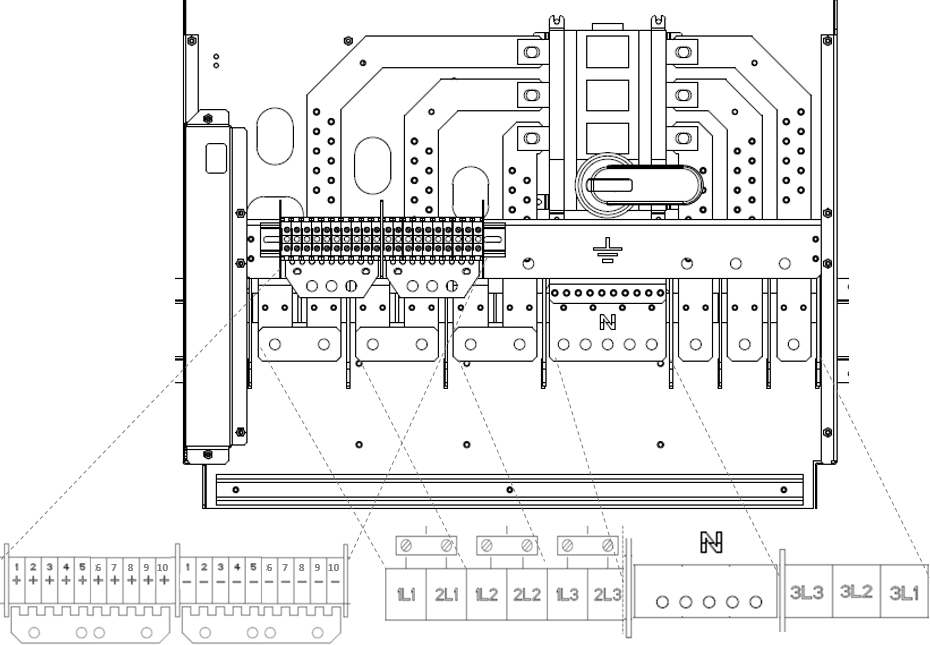 N
N
1 2 3 4 5 6 7 8 9 10 1 2 3 4 5 6 7 8 9 10
+ + + + + + + + + + - - - - - - - - - -
1L1 2L1 1L2 2L2 1L3 2L3 3L3 3L2 3L1